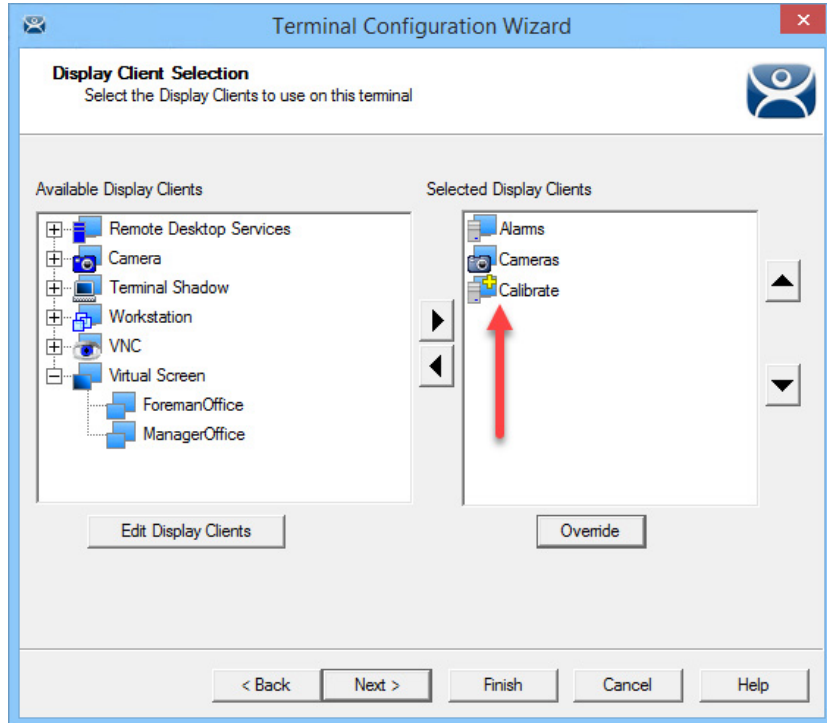 Terminal Configuration Wizard
Display Client Selection
Select the Display Clients to use on this terminal
Available Display Clients
Remote Desktop Services
Camera
Terminal Shadow
Workstation
VNC
Virtual Screen
ForemanOffice
ManagerOffice
Edit Display Clients
Selected Display Clients
Alarms
Cameras
Calibrate
Override
< Back Next > Finish Cancel Help